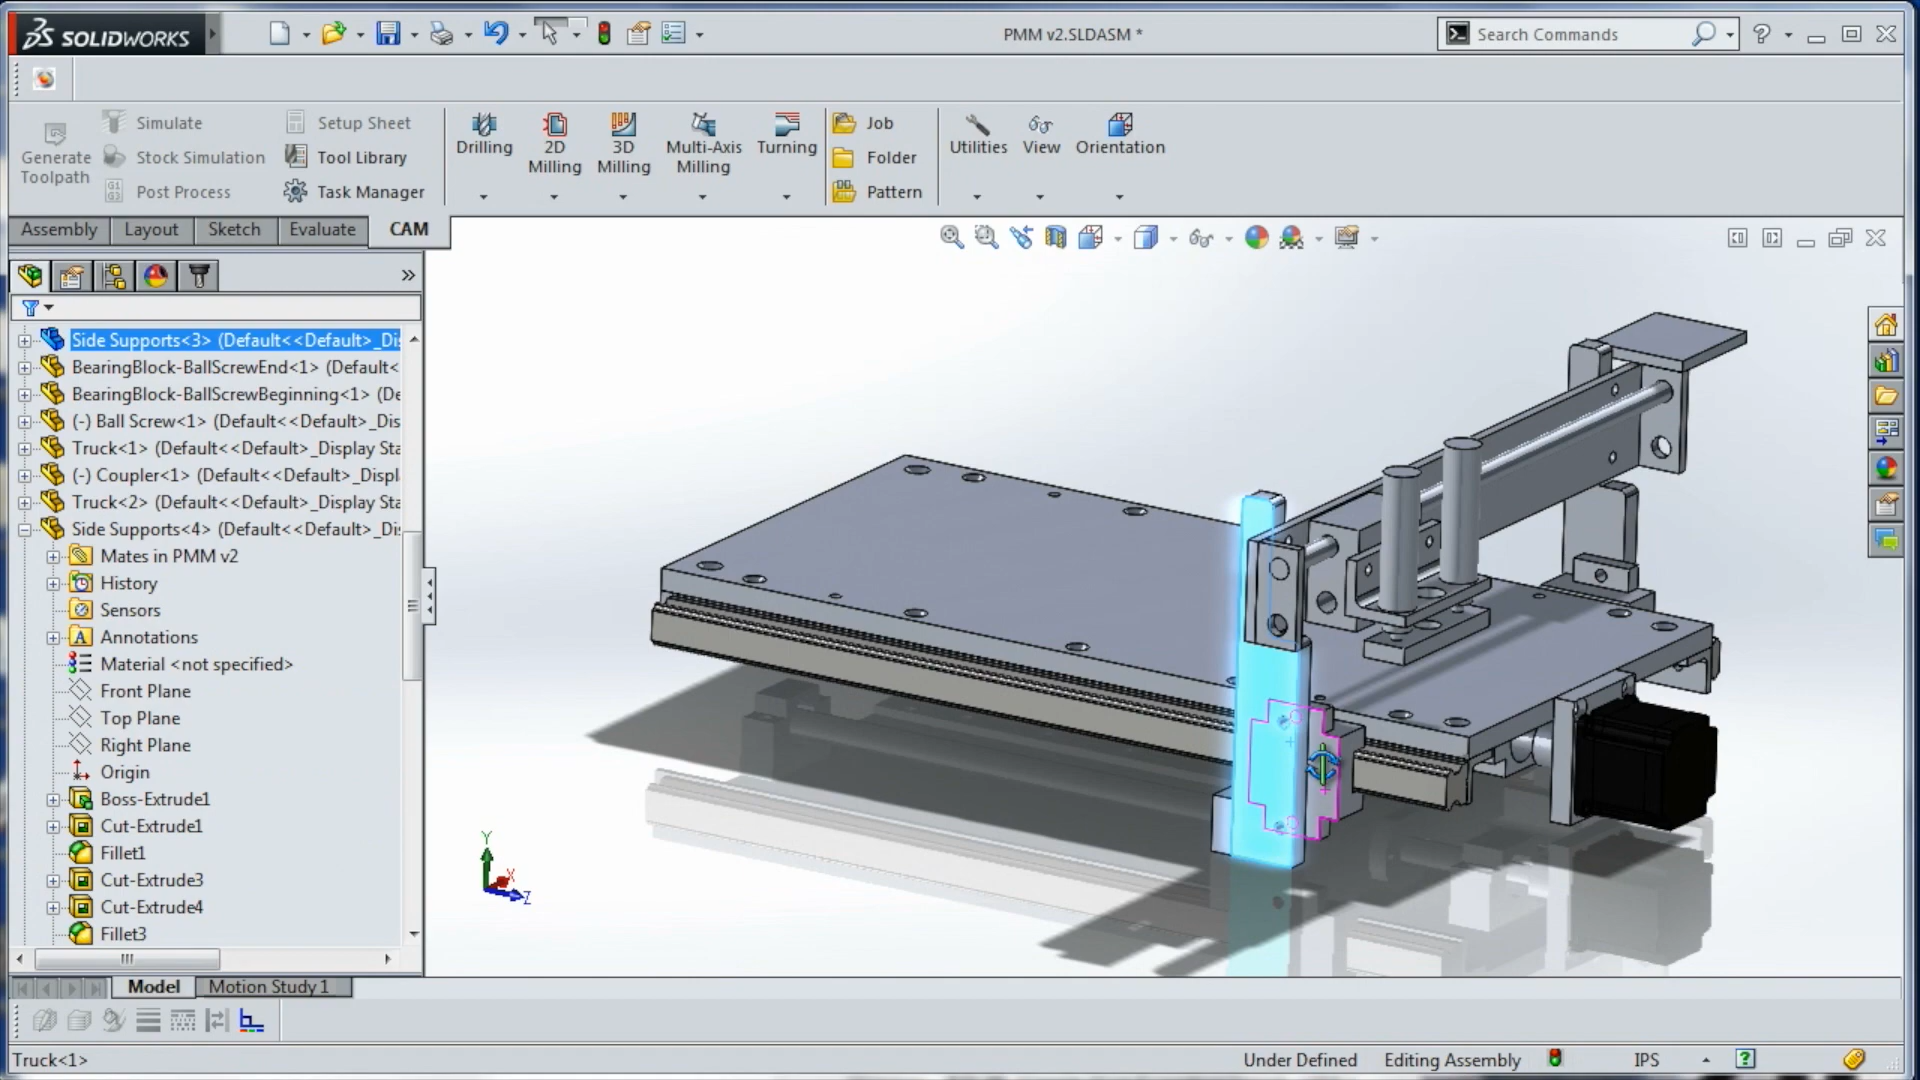 SOLIDWORKS
PMM v2.SLDASM *
Search Commands
Generate Toolpath
Simulate
Stock Simulation
Post Process
Setup Sheet
Tool Library
Task Manager
Drilling
2D Milling
3D Milling
Multi-Axis Milling
Turning
Job
Folder
Pattern
Utilities
View
Orientation
Assembly
Layout
Sketch
Evaluate
CAM
Side Supports<3> (Default<<Default>_Dis
BearingBlock-BallScrewEnd<1> (Default<
BearingBlock-BallScrewBeginning<1> (De
(-) Ball Screw<1> (Default<<Default>_Dis
Truck<1> (Default<<Default>_Display Sta
(-) Coupler<1> (Default<<Default>_Displ
Truck<2> (Default<<Default>_Display Sta
Side Supports<4> (Default<<Default>_Dis
Mates in PMM v2
History
Sensors
Annotations
Material <not specified>
Front Plane
Top Plane
Right Plane
Origin
Boss-Extrude1
Cut-Extrude1
Fillet1
Cut-Extrude3
Cut-Extrude4
Fillet3
Y
X
Z
Model
Motion Study 1
Truck<1>
Under Defined
Editing Assembly
IPS